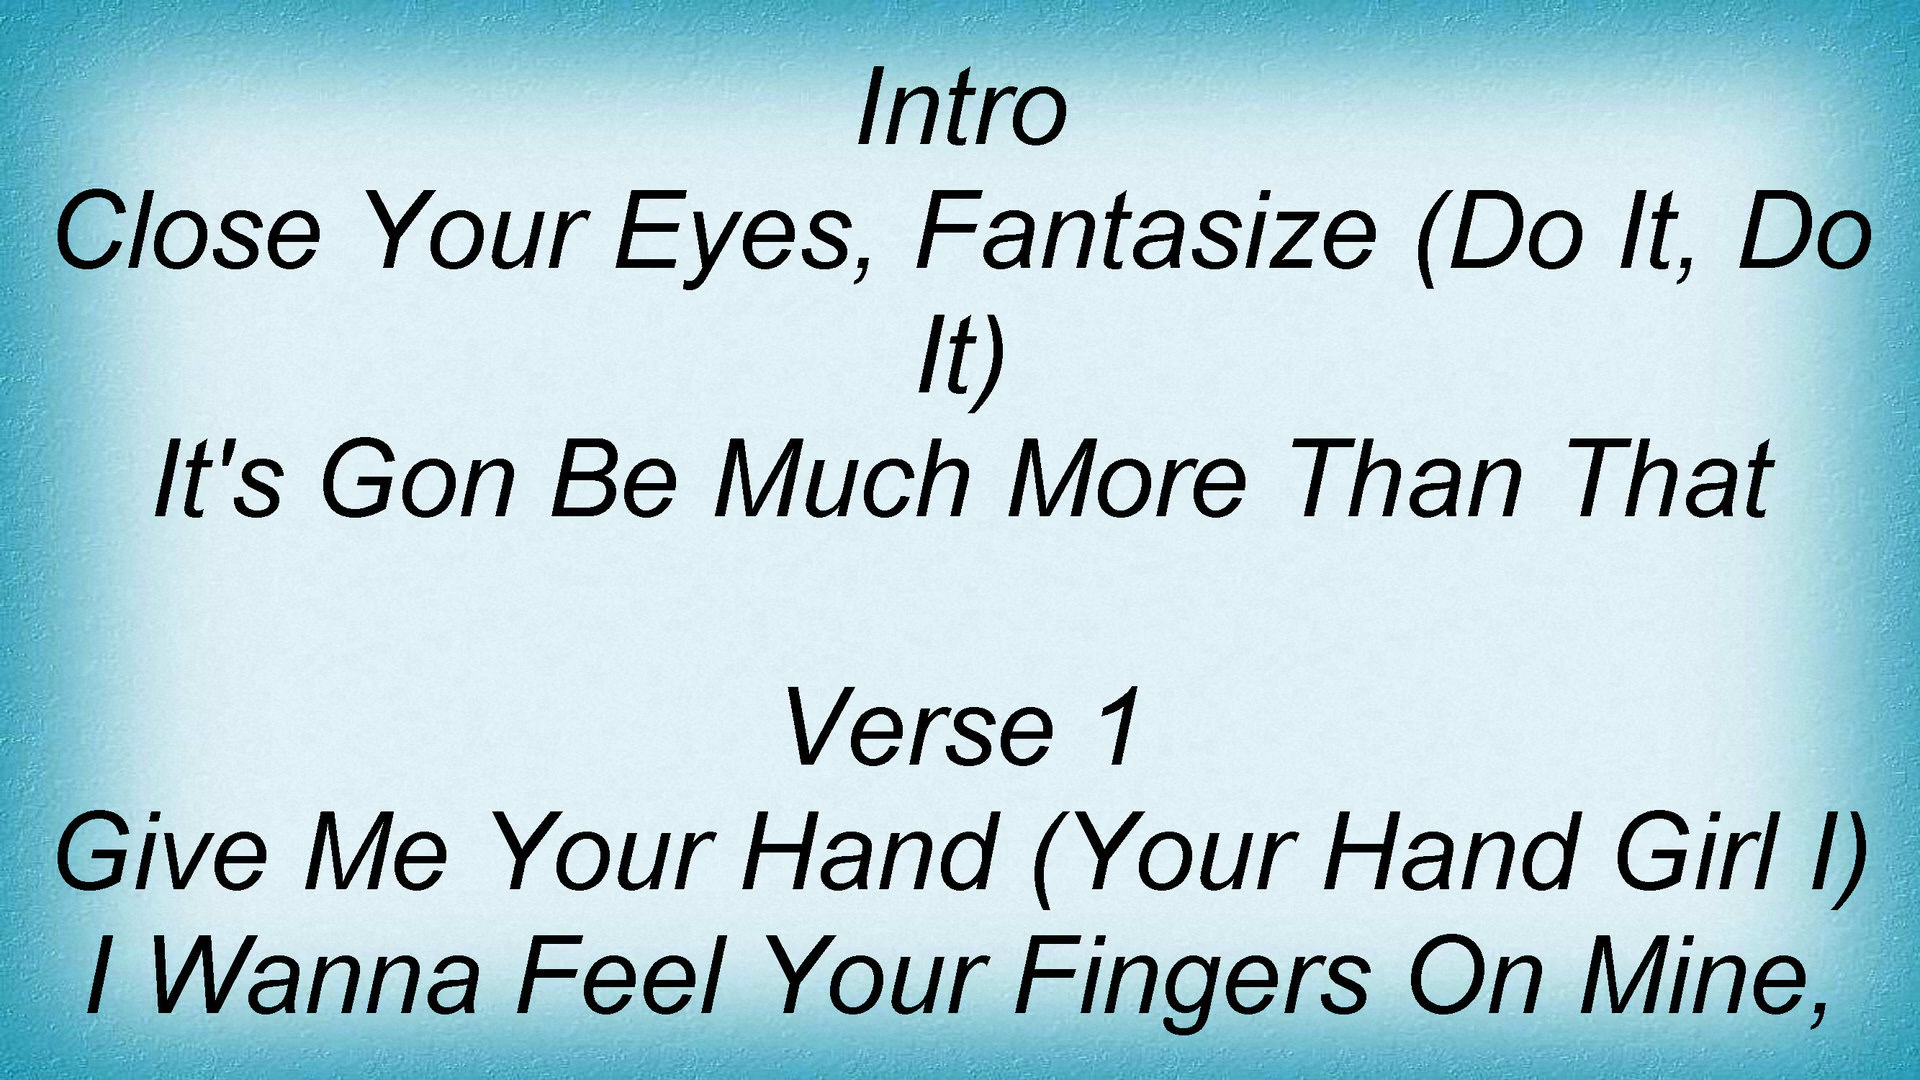 Intro
Close Your Eyes, Fantasize (Do It, Do
It)
It's Gon Be Much More Than That

Verse 1
Give Me Your Hand (Your Hand Girl I)
I Wanna Feel Your Fingers On Mine,